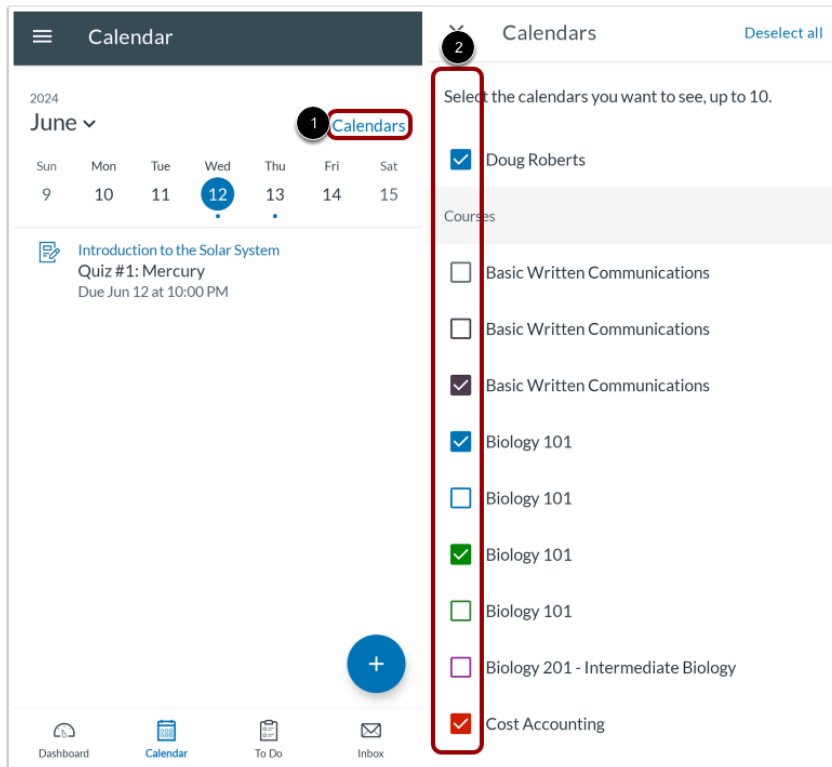 Calendar
2024
June
1
Calendars
Sun Mon Tue Wed Thu Fri Sat
9 10 11 12 13 14 15
Introduction to the Solar System
Quiz #1: Mercury
Due Jun 12 at 10:00 PM
+
Dashboard Calendar To Do Inbox
2
Calendars Deselect all
Select the calendars you want to see, up to 10.
Doug Roberts
Courses
Basic Written Communications
Basic Written Communications
Basic Written Communications
Biology 101
Biology 101
Biology 101
Biology 101
Biology 201 - Intermediate Biology
Cost Accounting